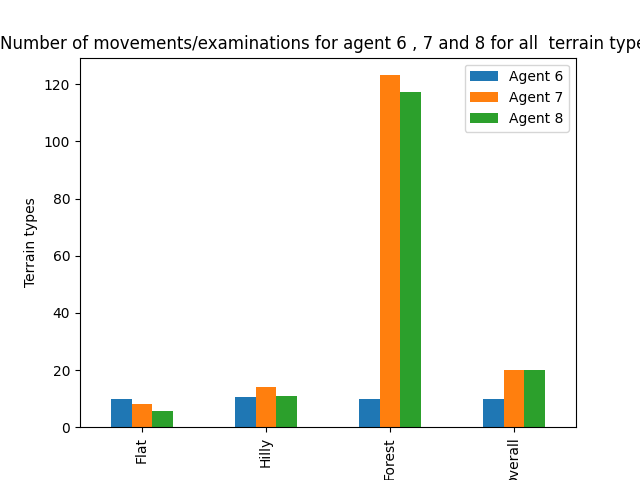 Number of movements/examinations for agent 6 , 7 and 8 for all  terrain type
Agent 6
Agent 7
Agent 8
120
100
80
60
40
20
0
Terrain types
Flat
Hilly
Forest
Overall